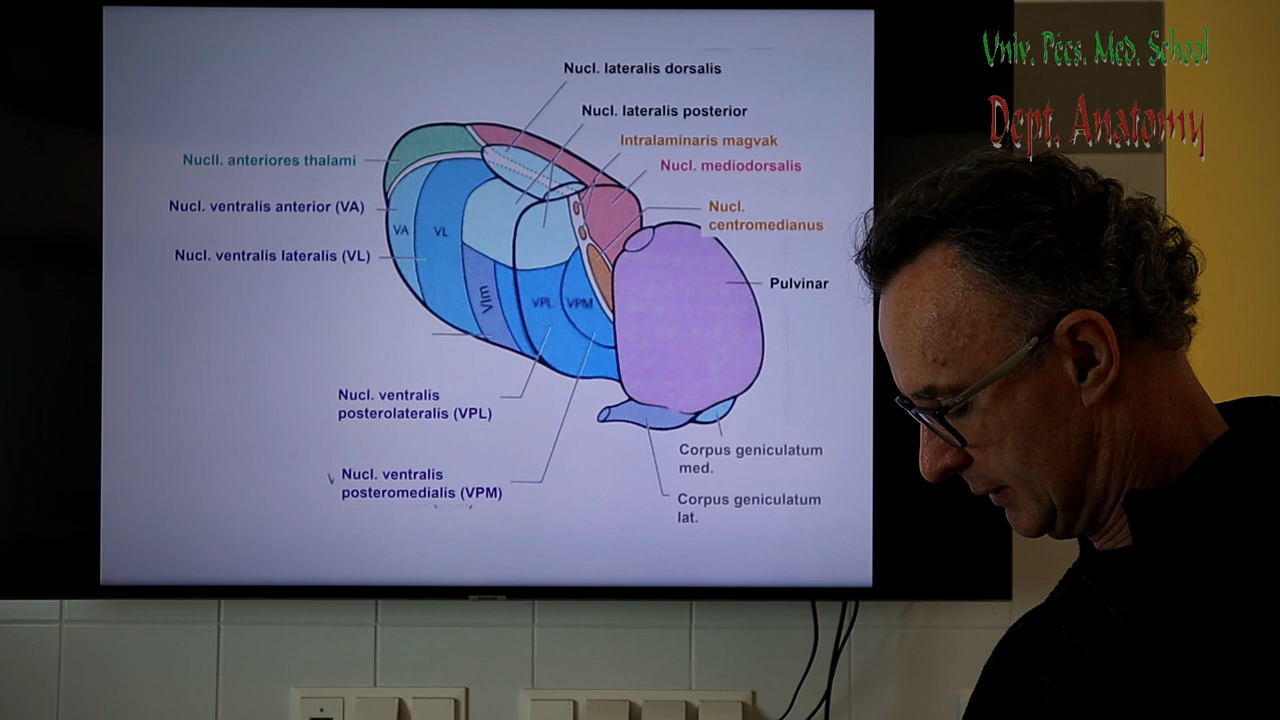 Univ. Pécs. Med. School
Dept. Anatomy
Nucl. lateralis dorsalis
Nucl. lateralis posterior
Intralaminaris magvak
Nucl. mediodorsalis
Nucll. anteriores thalami
Nucl. ventralis anterior (VA)
Nucl.
centromedianus
VA
VL
Nucl. ventralis lateralis (VL)
Pulvinar
VIm
VPL
VPM
Nucl. ventralis
posterolateralis (VPL)
Nucl. ventralis
posteromedialis (VPM)
Corpus geniculatum
med.
Corpus geniculatum
lat.